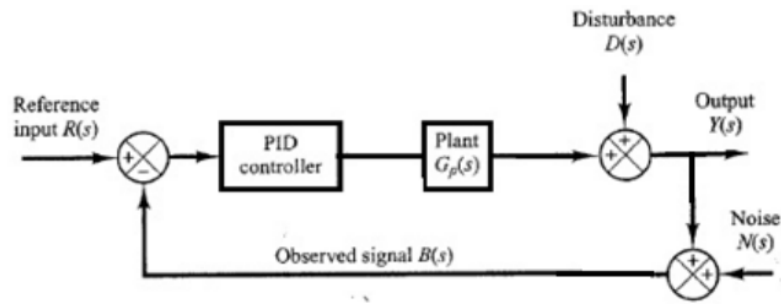 Disturbance
D(s)
Reference
input R(s)
PID
controller
Plant
Gₚ(s)
Output
Y(s)
+
−
+
+
Noise
N(s)
Observed signal B(s)
+
+